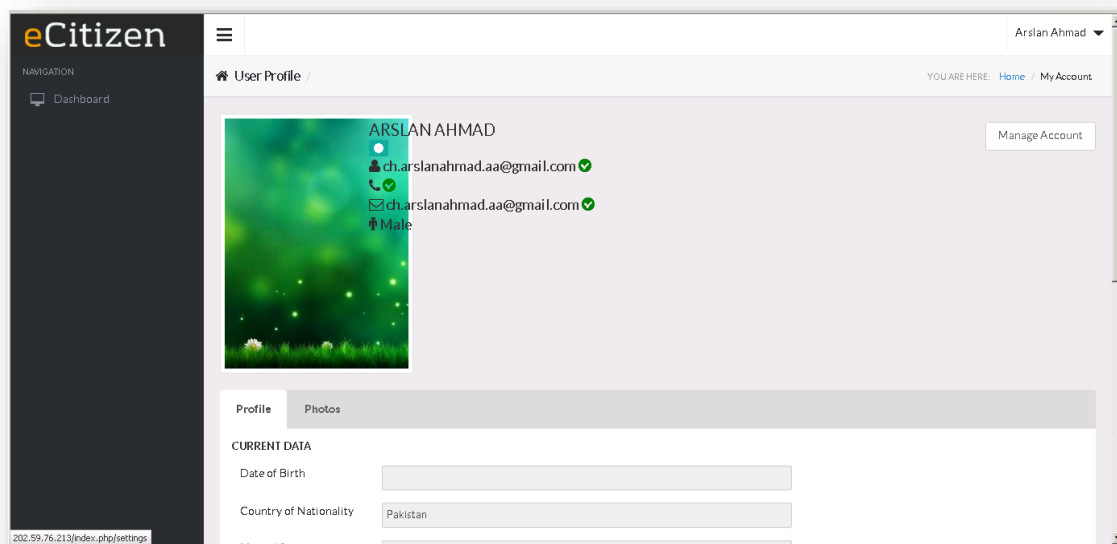 eCitizen
Arslan Ahmad
NAVIGATION
Dashboard
User Profile /
YOU ARE HERE: Home / My Account
ARSLAN AHMAD
ch.arslanahmad.aa@gmail.com
ch.arslanahmad.aa@gmail.com
Male
Manage Account
Profile Photos
CURRENT DATA
Date of Birth
Country of Nationality Pakistan
202.59.76.213/index.php/settings